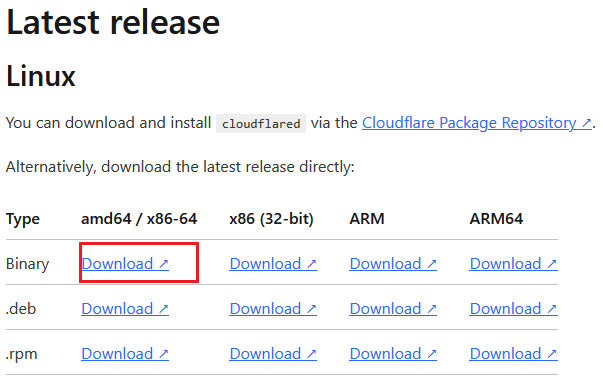 Latest release
Linux
You can download and install cloudflared via the Cloudflare Package Repository ↗.
Alternatively, download the latest release directly:
Type amd64 / x86-64 x86 (32-bit) ARM ARM64
Binary Download ↗ Download ↗ Download ↗ Download ↗
.deb Download ↗ Download ↗ Download ↗ Download ↗
.rpm Download ↗ Download ↗ Download ↗ Download ↗